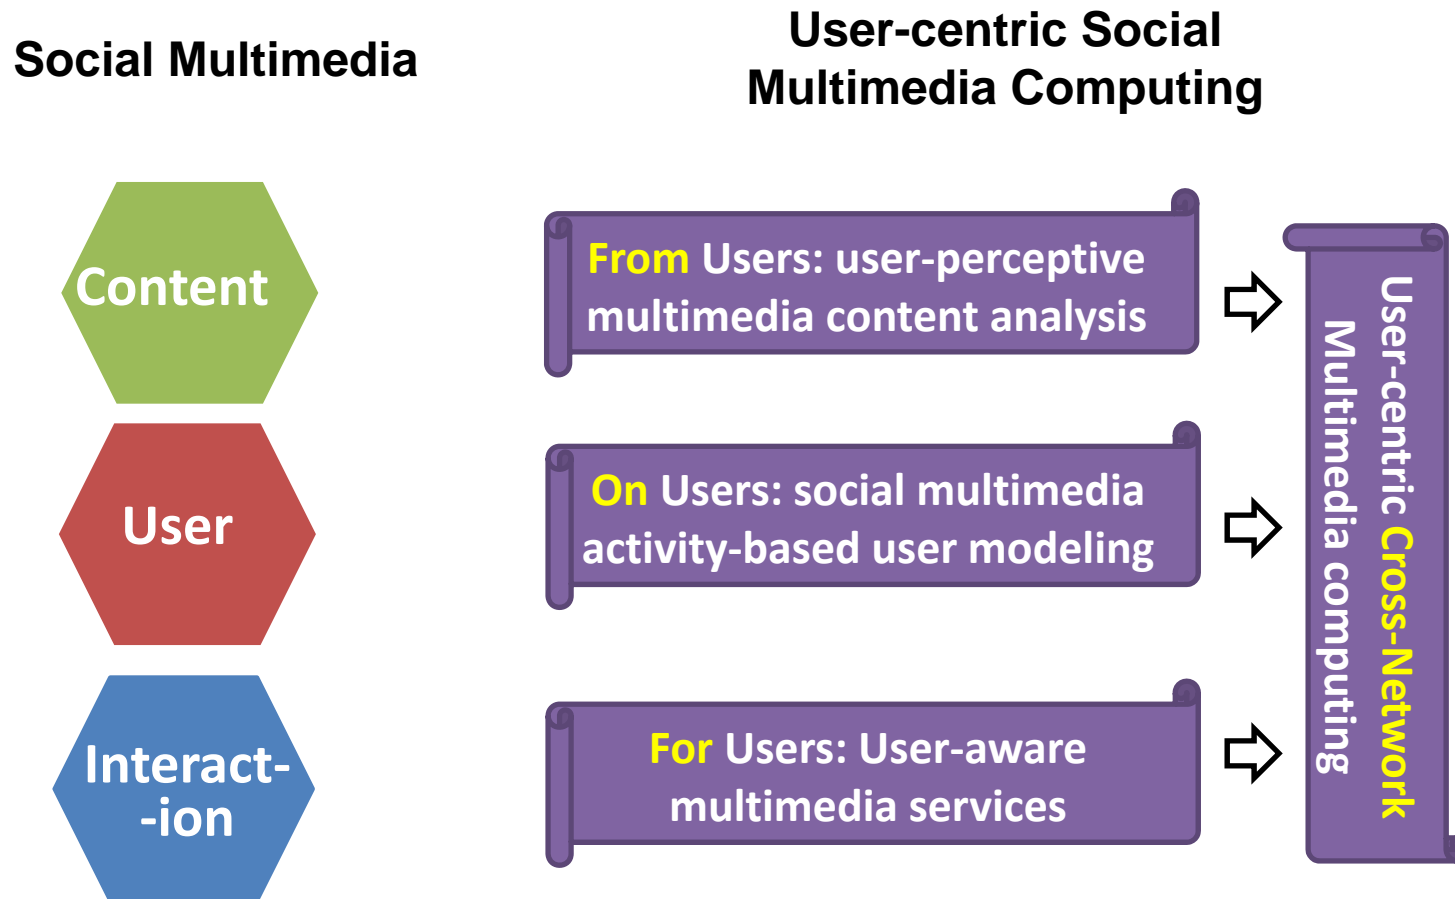 Social Multimedia
User-centric Social
Multimedia Computing
Content
From Users: user-perceptive
multimedia content analysis
User
On Users: social multimedia
activity-based user modeling
Interact-
-ion
For Users: User-aware
multimedia services
User-centric Cross-Network
Multimedia computing